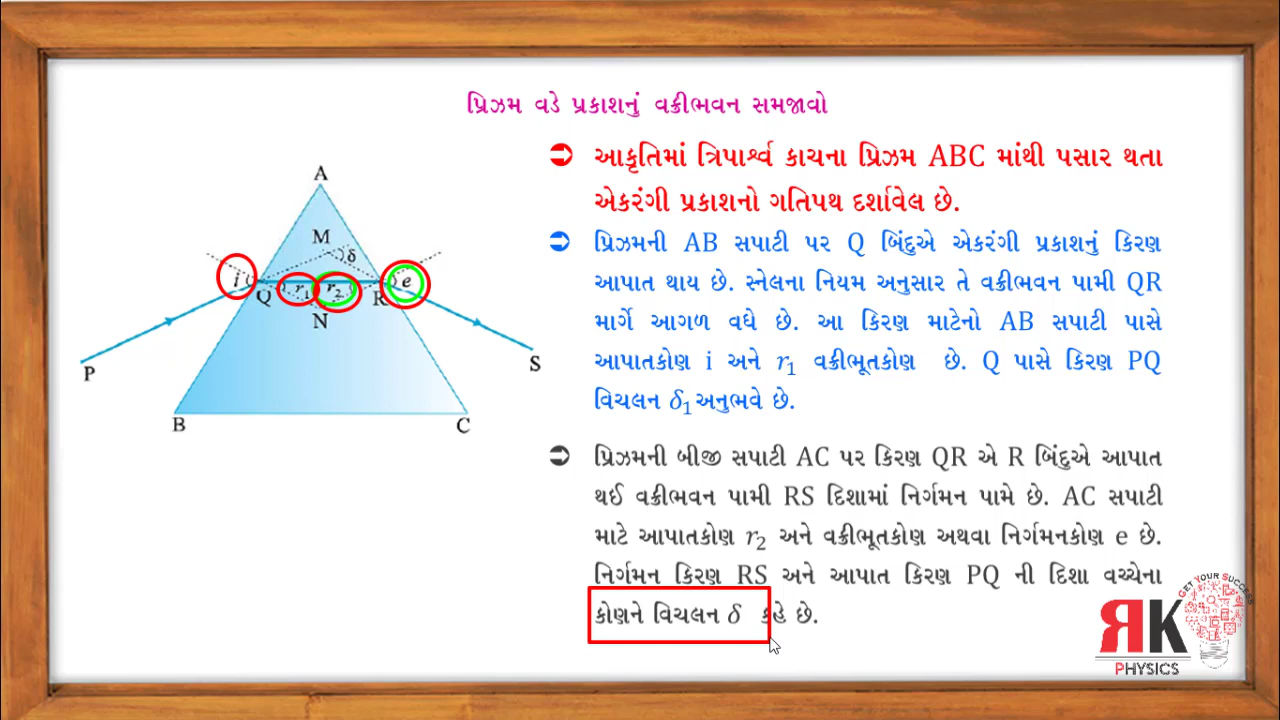 પ્રિઝમ વડે પ્રકાશનું વક્રીભવન સમજાવો
આકૃતિમાં ત્રિપાર્શ્વ કાચના પ્રિઝમ ABC માંથી પસાર થતા
એકરંગી પ્રકાશનો ગતિપથ દર્શાવેલ છે.
પ્રિઝમની AB સપાટી પર Q બિંદુએ એકરંગી પ્રકાશનું કિરણ
આપાત થાય છે. સ્નેલના નિયમ અનુસાર તે વક્રીભવન પામી QR
માર્ગે આગળ વધે છે. આ કિરણ માટેનો AB સપાટી પાસે
આપાતકોણ i અને r₁ વક્રીભૂતકોણ છે. Q પાસે કિરણ PQ
વિચલન δ₁ અનુભવે છે.
પ્રિઝમની બીજી સપાટી AC પર કિરણ QR એ R બિંદુએ આપાત
થઈ વક્રીભવન પામી RS દિશામાં નિર્ગમન પામે છે. AC સપાટી
માટે આપાતકોણ r₂ અને વક્રીભૂતકોણ અથવા નિર્ગમનકોણ e છે.
નિર્ગમન કિરણ RS અને આપાત કિરણ PQ ની દિશા વચ્ચેના
કોણને વિચલન δ કહે છે.
A
M
δ
i
r₁
r₂
e
Q
R
N
P
S
B
C
GET YOUR SUCCESS
RK
PHYSICS